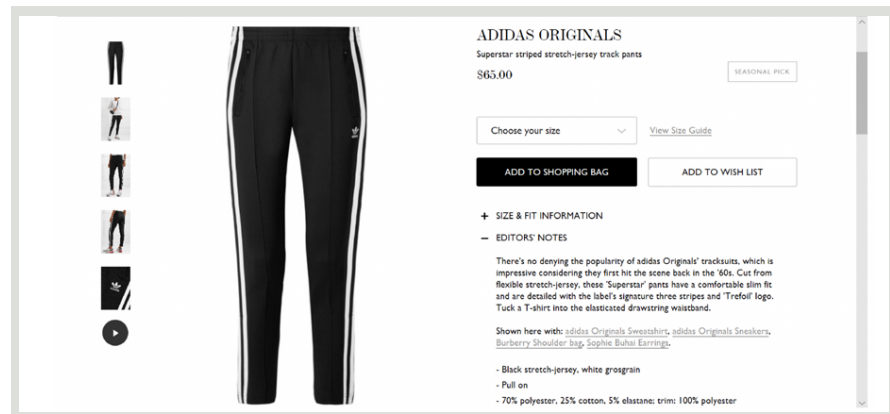 ADIDAS ORIGINALS
Superstar striped stretch-jersey track pants
$65.00
SEASONAL PICK
Choose your size
View Size Guide
ADD TO SHOPPING BAG
ADD TO WISH LIST
+ SIZE & FIT INFORMATION
– EDITORS' NOTES
There's no denying the popularity of adidas Originals' tracksuits, which is
impressive considering they first hit the scene back in the '60s. Cut from
flexible stretch-jersey, these 'Superstar' pants have a comfortable slim fit
and are detailed with the label's signature three stripes and 'Trefoil' logo.
Tuck a T-shirt into the elasticated drawstring waistband.
Shown here with: adidas Originals Sweatshirt, adidas Originals Sneakers,
Burberry Shoulder bag, Sophie Buhai Earrings.
- Black stretch-jersey, white grosgrain
- Pull on
- 70% polyester, 25% cotton, 5% elastane; trim: 100% polyester